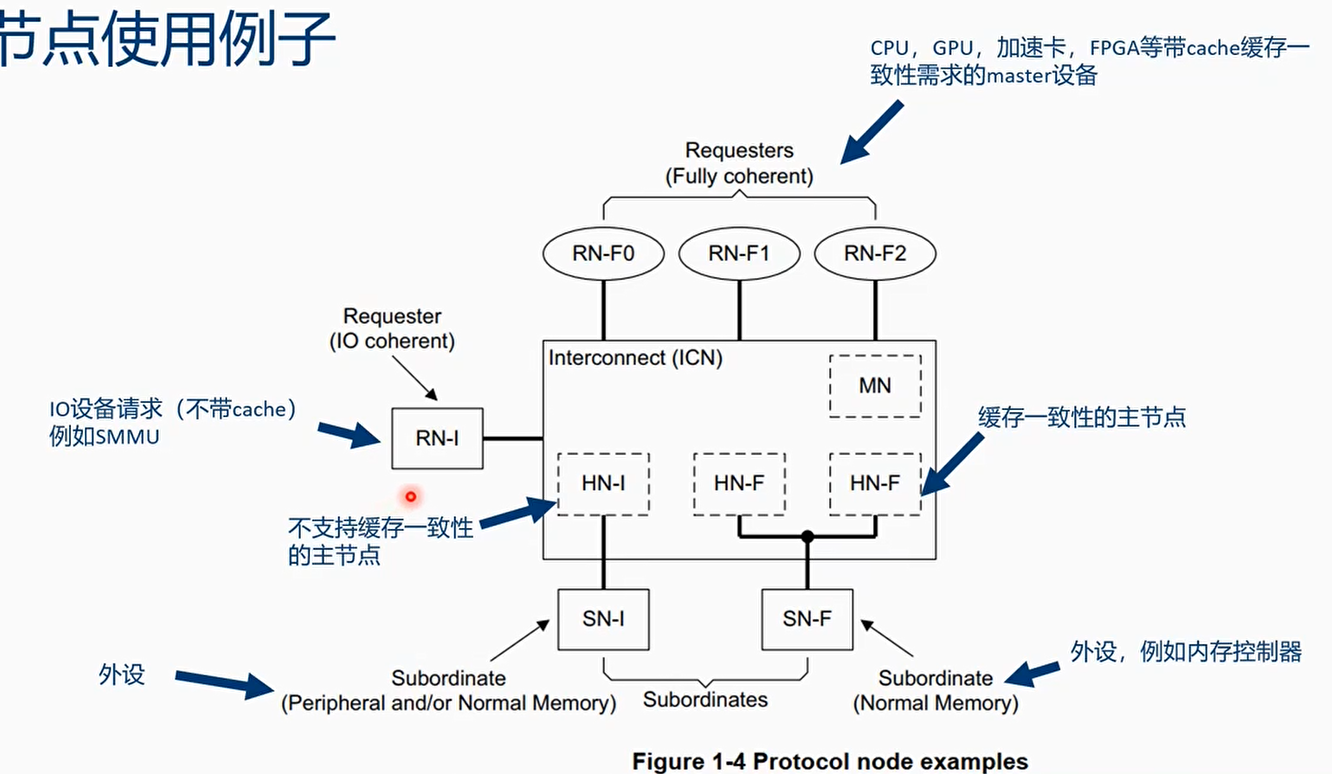 节点使用例子
CPU，GPU，加速卡，FPGA等带cache缓存一
致性需求的master设备
Requesters
(Fully coherent)
RN-F0
RN-F1
RN-F2
Requester
(IO coherent)
Interconnect (ICN)
MN
IO设备请求（不带cache）
例如SMMU
RN-I
缓存一致性的主节点
HN-I
HN-F
HN-F
不支持缓存一致性
的主节点
SN-I
SN-F
外设
外设，例如内存控制器
Subordinate
(Peripheral and/or Normal Memory)
Subordinates
Subordinate
(Normal Memory)
Figure 1-4 Protocol node examples